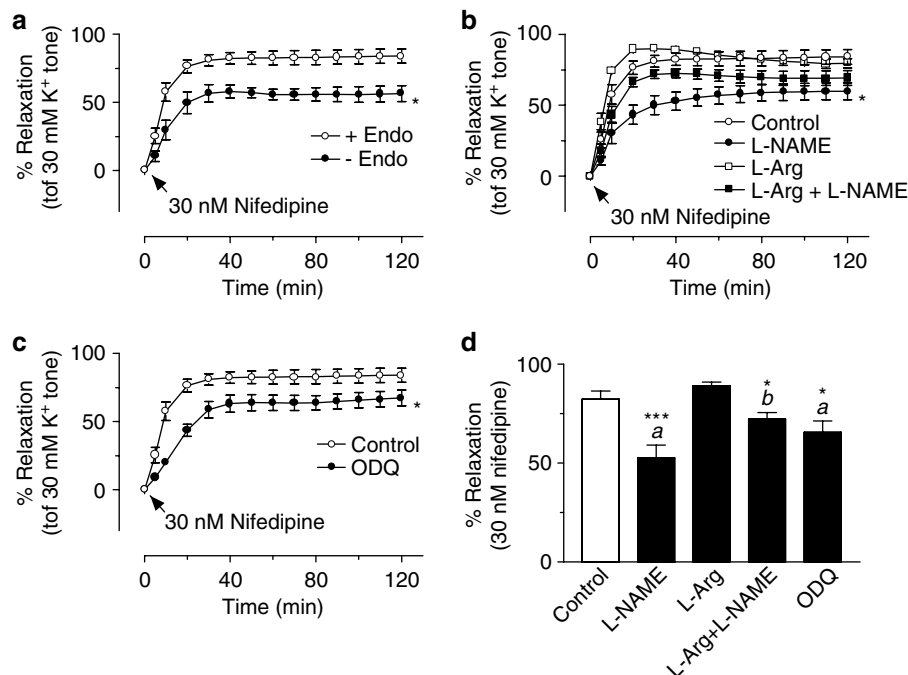 a
% Relaxation
(tof 30 mM K⁺ tone)
100
50
0
+ Endo
- Endo
*
30 nM Nifedipine
0 40 80 120
Time (min)
b
% Relaxation
(tof 30 mM K⁺ tone)
100
50
0
Control
L-NAME
L-Arg
L-Arg + L-NAME
*
30 nM Nifedipine
0 40 80 120
Time (min)
c
% Relaxation
(tof 30 mM K⁺ tone)
100
50
0
Control
ODQ
*
30 nM Nifedipine
0 40 80 120
Time (min)
d
% Relaxation
(30 nM nifedipine)
100
50
0
***
a
*
b
*
a
Control
L-NAME
L-Arg
L-Arg+L-NAME
ODQ